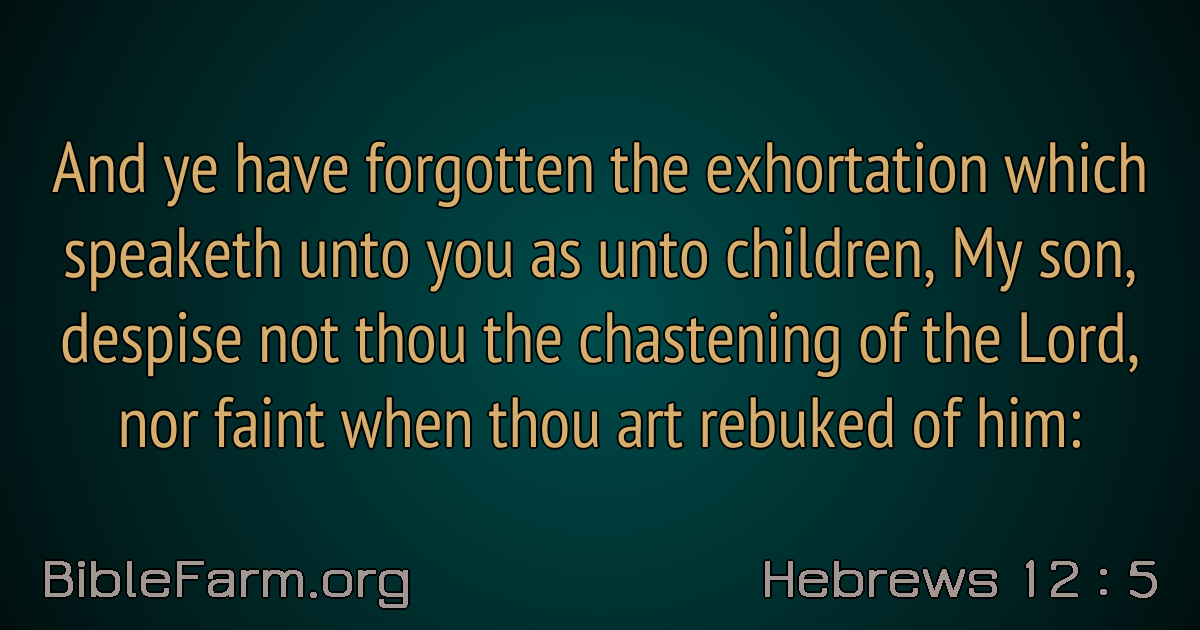 And ye have forgotten the exhortation which
speaketh unto you as unto children, My son,
despise not thou the chastening of the Lord,
nor faint when thou art rebuked of him:
BibleFarm.org
Hebrews 12 : 5